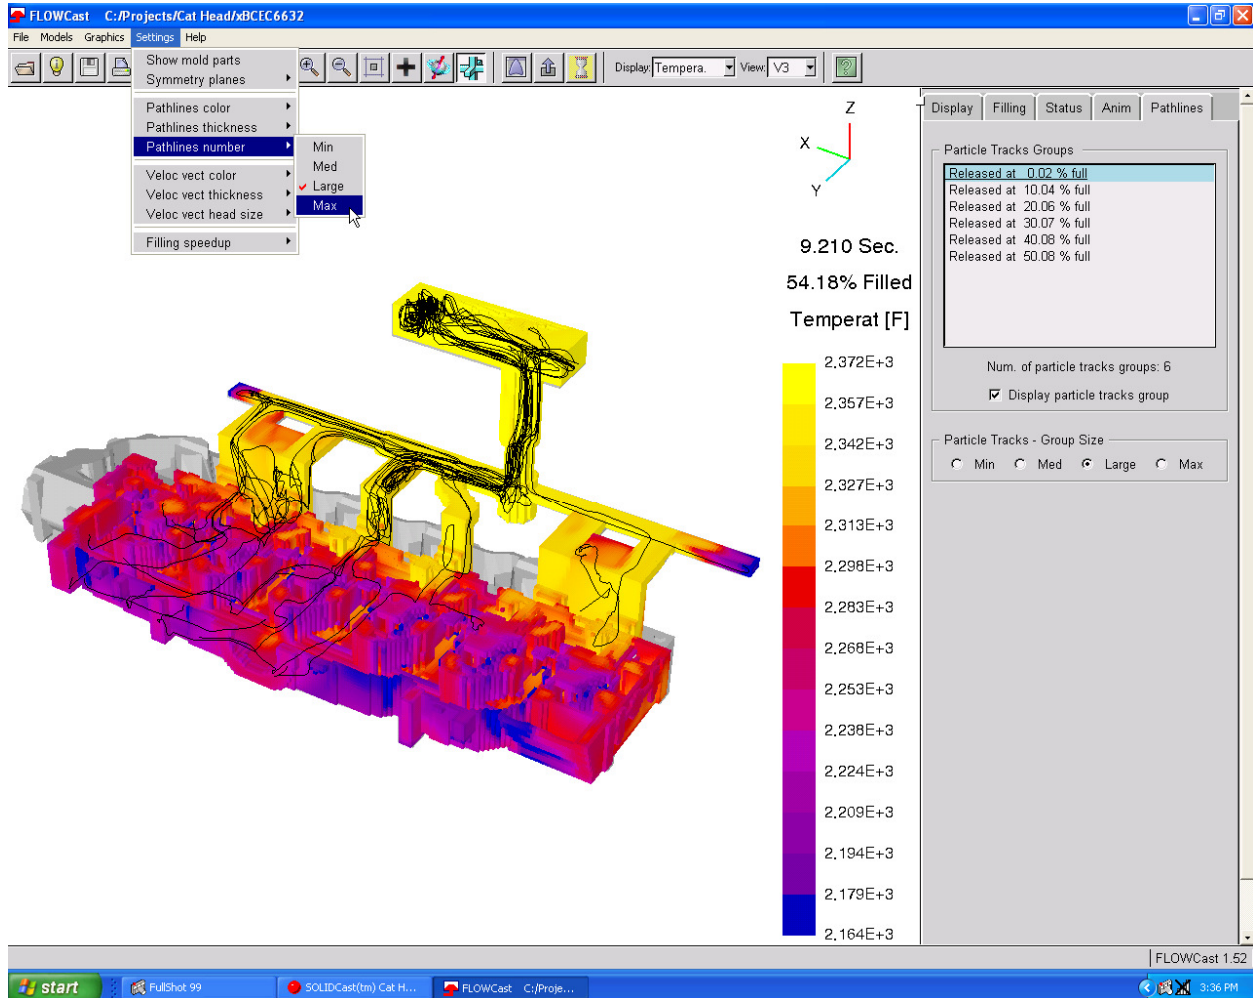 FLOWCast C:/Projects/Cat Head/xBCEC6632
File Models Graphics Settings Help
Display: Tempera. View: V3
Show mold parts
Symmetry planes
Pathlines color
Pathlines thickness
Pathlines number
Veloc vect color
Veloc vect thickness
Veloc vect head size
Filling speedup
Min
Med
Large
Max
Z
X
Y
9.210 Sec.
54.18% Filled
Temperat [F]
2.372E+3
2.357E+3
2.342E+3
2.327E+3
2.313E+3
2.298E+3
2.283E+3
2.268E+3
2.253E+3
2.238E+3
2.224E+3
2.209E+3
2.194E+3
2.179E+3
2.164E+3
Display Filling Status Anim Pathlines
Particle Tracks Groups
Released at 0.02 % full
Released at 10.04 % full
Released at 20.06 % full
Released at 30.07 % full
Released at 40.08 % full
Released at 50.08 % full
Num. of particle tracks groups: 6
Display particle tracks group
Particle Tracks - Group Size
Min Med Large Max
FLOWCast 1.52
start FullShot 99 SOLIDCast(tm) Cat H... FLOWCast C:/Proje... 3:36 PM